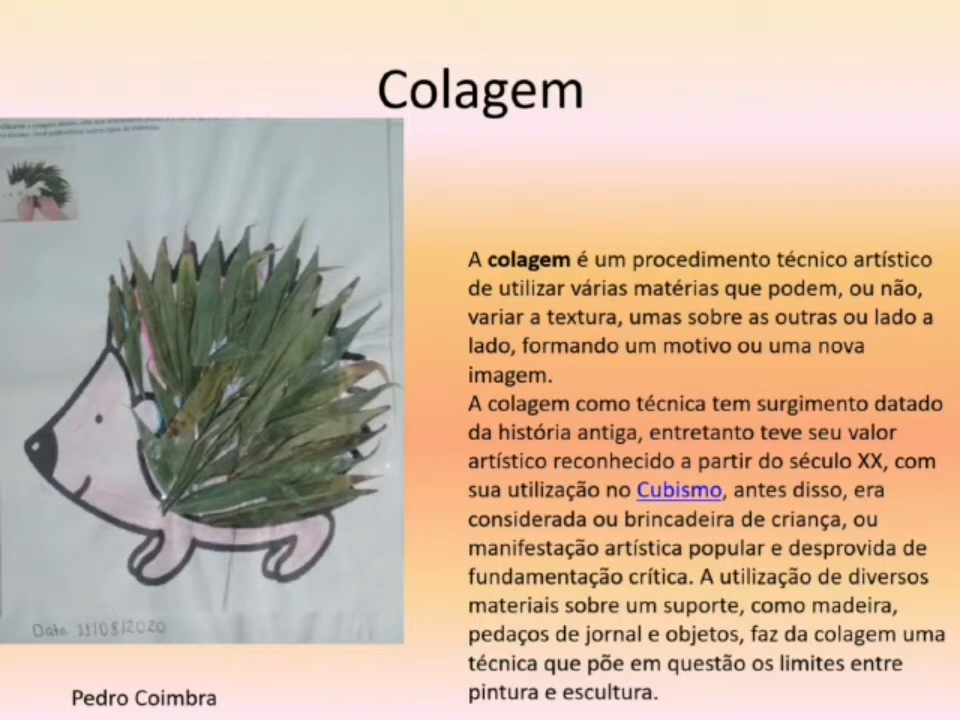 Colagem
A colagem é um procedimento técnico artístico
de utilizar várias matérias que podem, ou não,
variar a textura, umas sobre as outras ou lado a
lado, formando um motivo ou uma nova
imagem.
A colagem como técnica tem surgimento datado
da história antiga, entretanto teve seu valor
artístico reconhecido a partir do século XX, com
sua utilização no Cubismo, antes disso, era
considerada ou brincadeira de criança, ou
manifestação artística popular e desprovida de
fundamentação crítica. A utilização de diversos
materiais sobre um suporte, como madeira,
pedaços de jornal e objetos, faz da colagem uma
técnica que põe em questão os limites entre
pintura e escultura.
Data 11/08/2020
Pedro Coimbra